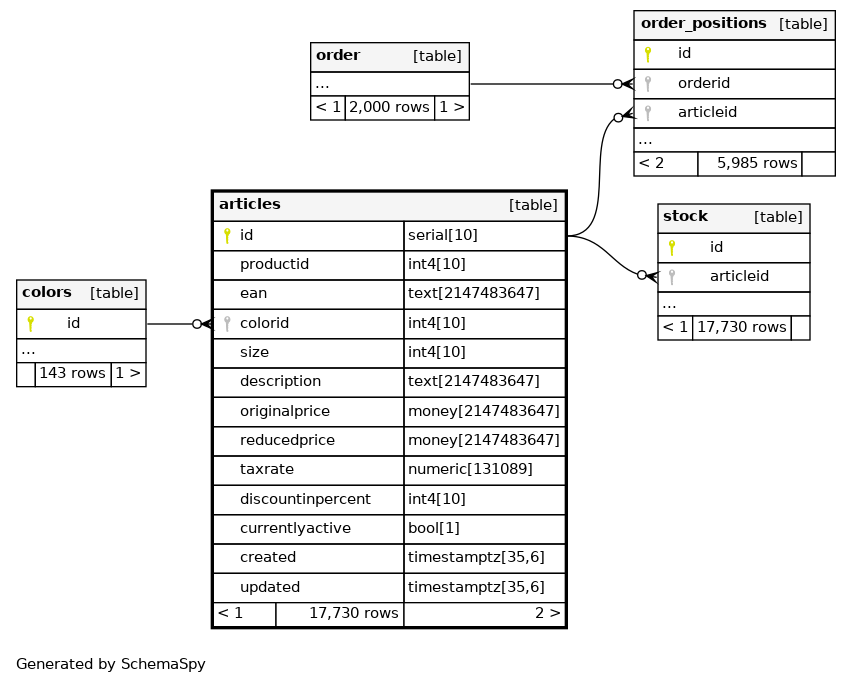 order_positions [table]
id
orderid
articleid
...
< 2 5,985 rows
order [table]
...
< 1 2,000 rows 1 >
articles [table]
id serial[10]
productid int4[10]
ean text[2147483647]
colorid int4[10]
size int4[10]
description text[2147483647]
originalprice money[2147483647]
reducedprice money[2147483647]
taxrate numeric[131089]
discountinpercent int4[10]
currentlyactive bool[1]
created timestamptz[35,6]
updated timestamptz[35,6]
< 1 17,730 rows 2 >
stock [table]
id
articleid
...
< 1 17,730 rows
colors [table]
id
...
143 rows 1 >
Generated by SchemaSpy